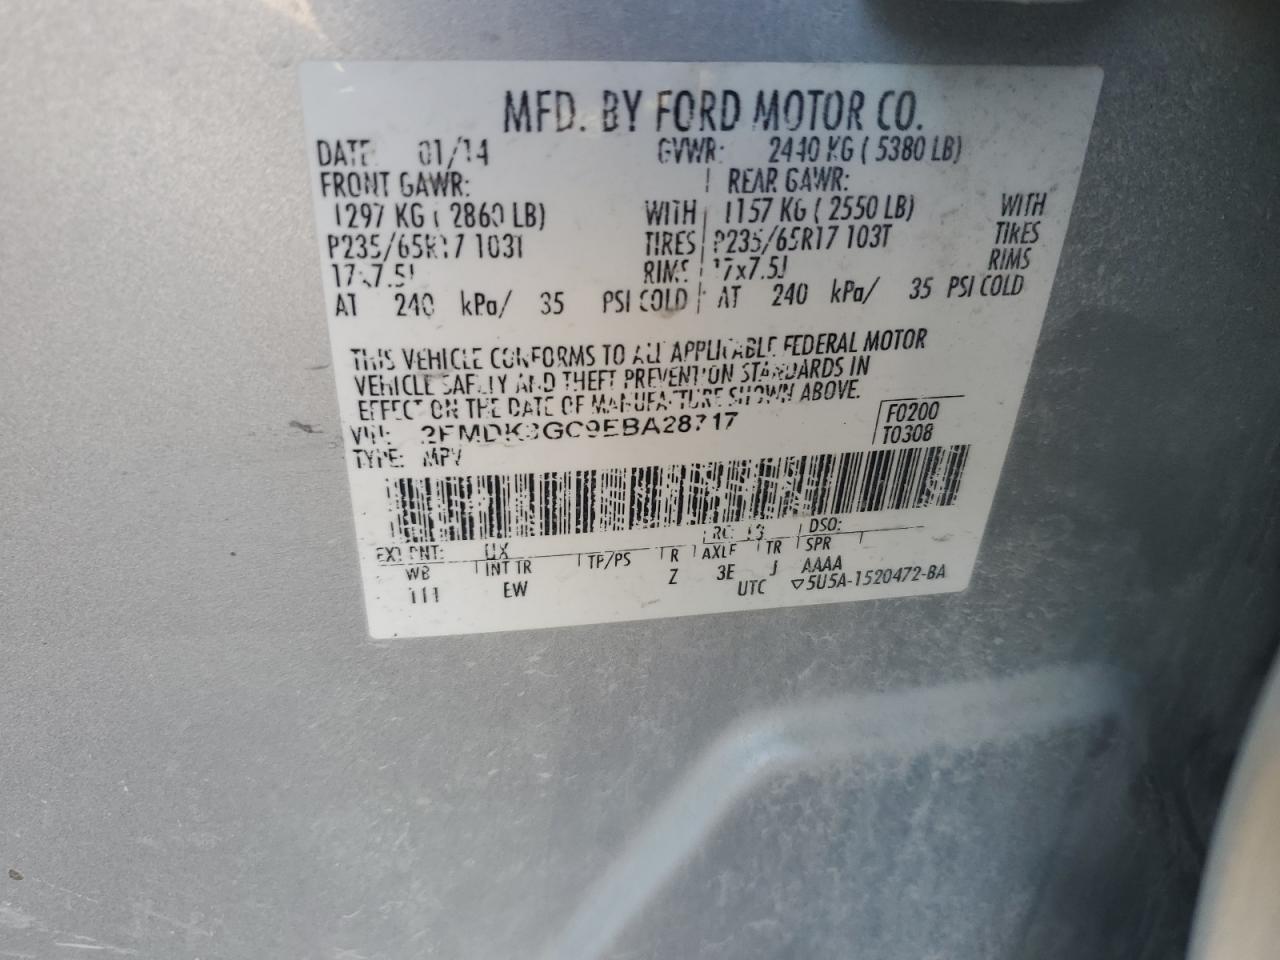 MFD. BY FORD MOTOR CO.
DATE: 01/14 GVWR: 2440 KG ( 5380 LB)
FRONT GAWR: REAR GAWR:
1297 KG ( 2860 LB) WITH 1157 KG ( 2550 LB) WITH
P235/65R17 103T TIRES P235/65R17 103T TIRES
17x7.5J RIMS 17x7.5J RIMS
AT 240 kPa/ 35 PSI COLD AT 240 kPa/ 35 PSI COLD
THIS VEHICLE CONFORMS TO ALL APPLICABLE FEDERAL MOTOR
VEHICLE SAFETY AND THEFT PREVENTION STANDARDS IN
EFFECT ON THE DATE OF MANUFACTURE SHOWN ABOVE.
VIN: 2FMDK3GC9EBA28717 F0200
TYPE: MPV T0308
EXT PNT: UX RC: 13 DSO:
WB INT TR TP/PS R AXLE TR SPR
111 EW Z 3E J AAAA
UTC ▽5U5A-1520472-BA